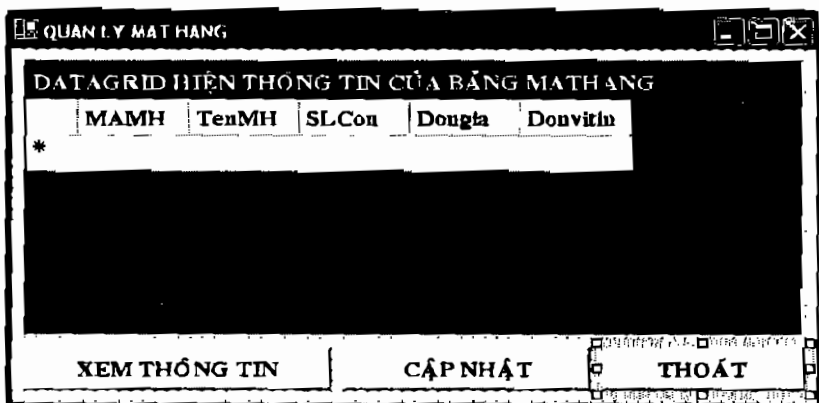 QUAN LY MAT HANG
DATAGRID HIỆN THÔNG TIN CỦA BẢNG MATHANG
MAMH TenMH SLCon Dongia Donvitin
*
XEM THÔNG TIN CẬP NHẬT THOÁT